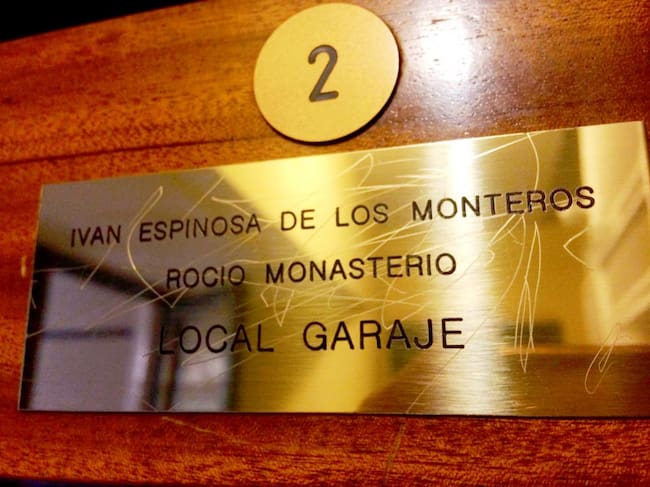 2
IVAN ESPINOSA DE LOS MONTEROS
ROCIO MONASTERIO
LOCAL GARAJE